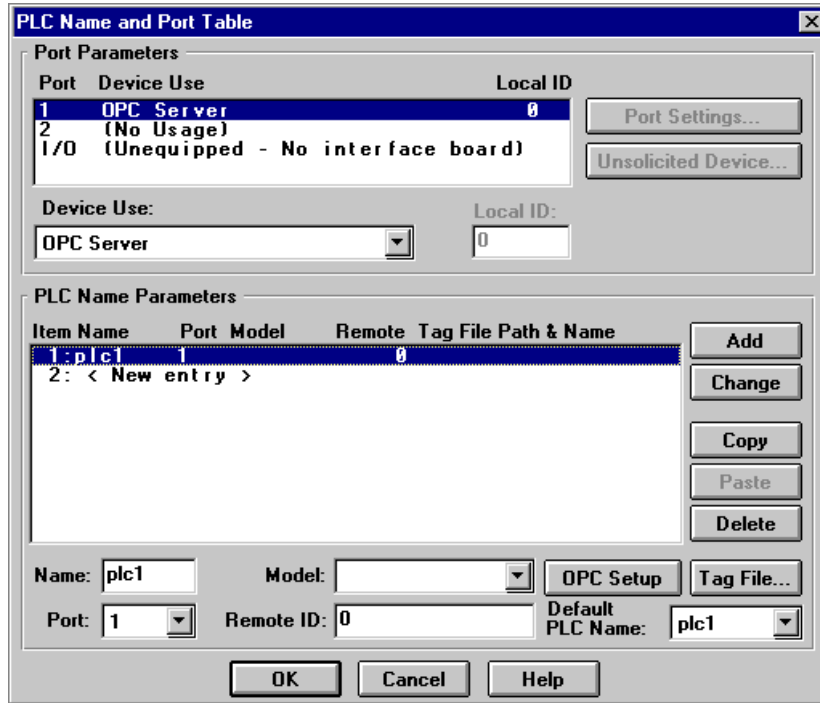 PLC Name and Port Table
Port Parameters
Port Device Use Local ID
1 OPC Server 0
2 (No Usage)
I/O (Unequipped - No interface board)
Port Settings...
Unsolicited Device...
Device Use: Local ID:
OPC Server 0
PLC Name Parameters
Item Name Port Model Remote Tag File Path & Name
1:plc1 1 0
2: < New entry >
Add
Change
Copy
Paste
Delete
Name: plc1 Model: OPC Setup Tag File...
Port: 1 Remote ID: 0 Default PLC Name: plc1
OK Cancel Help